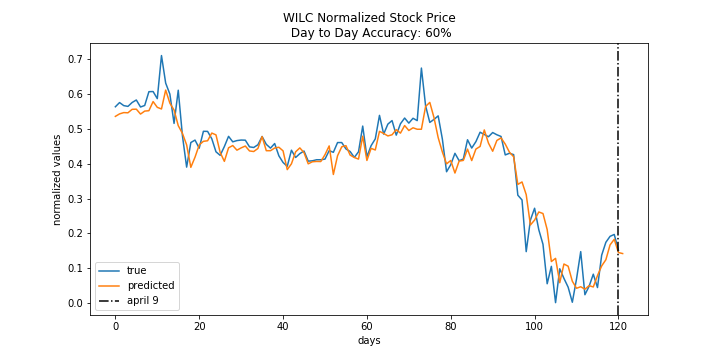 WILC Normalized Stock Price
Day to Day Accuracy: 60%
normalized values
0.7
0.6
0.5
0.4
0.3
0.2
0.1
0.0
true
predicted
april 9
0
20
40
60
80
100
120
days